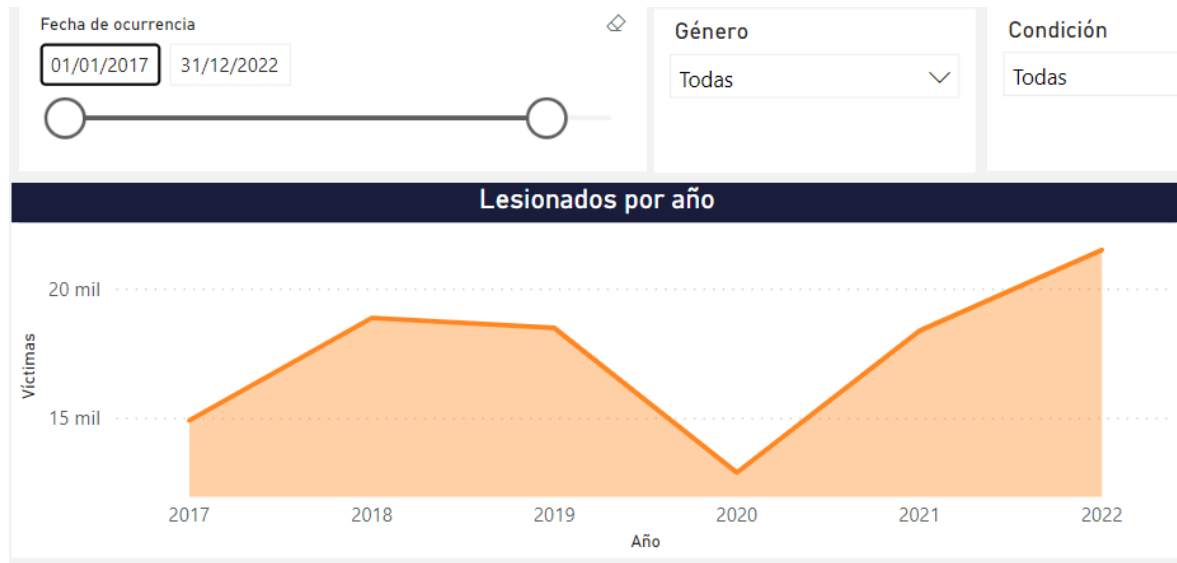 Fecha de ocurrencia
01/01/2017 31/12/2022
Género
Todas
Condición
Todas
Lesionados por año
20 mil
15 mil
Víctimas
2017 2018 2019 2020 2021 2022
Año